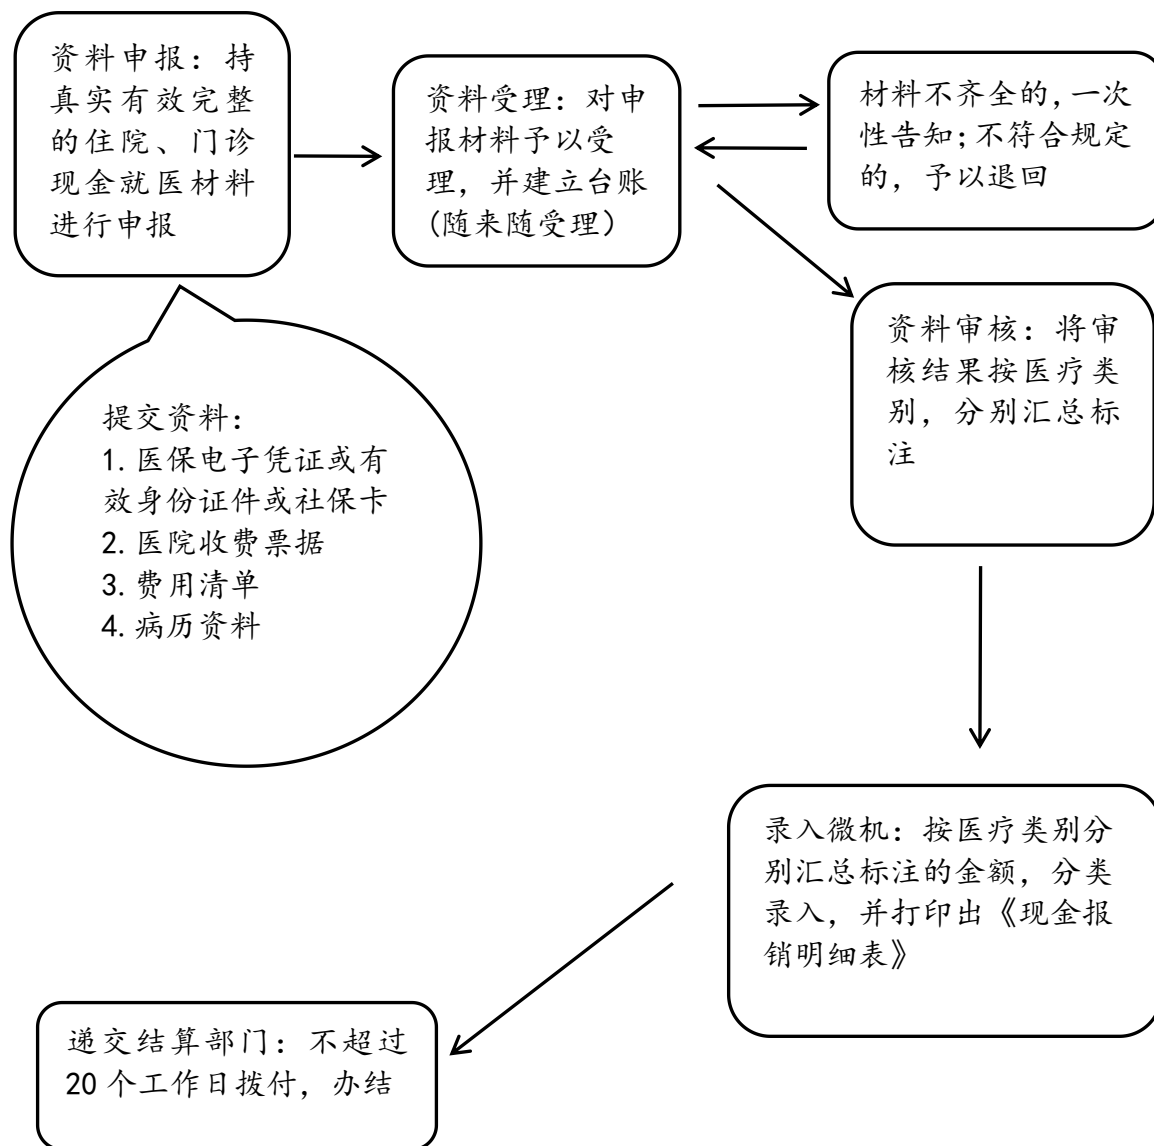 资料申报：持
真实有效完整
的住院、门诊
现金就医材料
进行申报
资料受理：对申
报材料予以受
理，并建立台账
(随来随受理）
材料不齐全的,一次
性告知;不符合规定
的，予以退回
资料审核：将审
核结果按医疗类
别，分别汇总标
注
提交资料：
1.医保电子凭证或有
效身份证件或社保卡
2.医院收费票据
3.费用清单
4.病历资料
录入微机：按医疗类别分
别汇总标注的金额，分类
录入，并打印出《现金报
销明细表》
递交结算部门：不超过
20个工作日拨付，办结